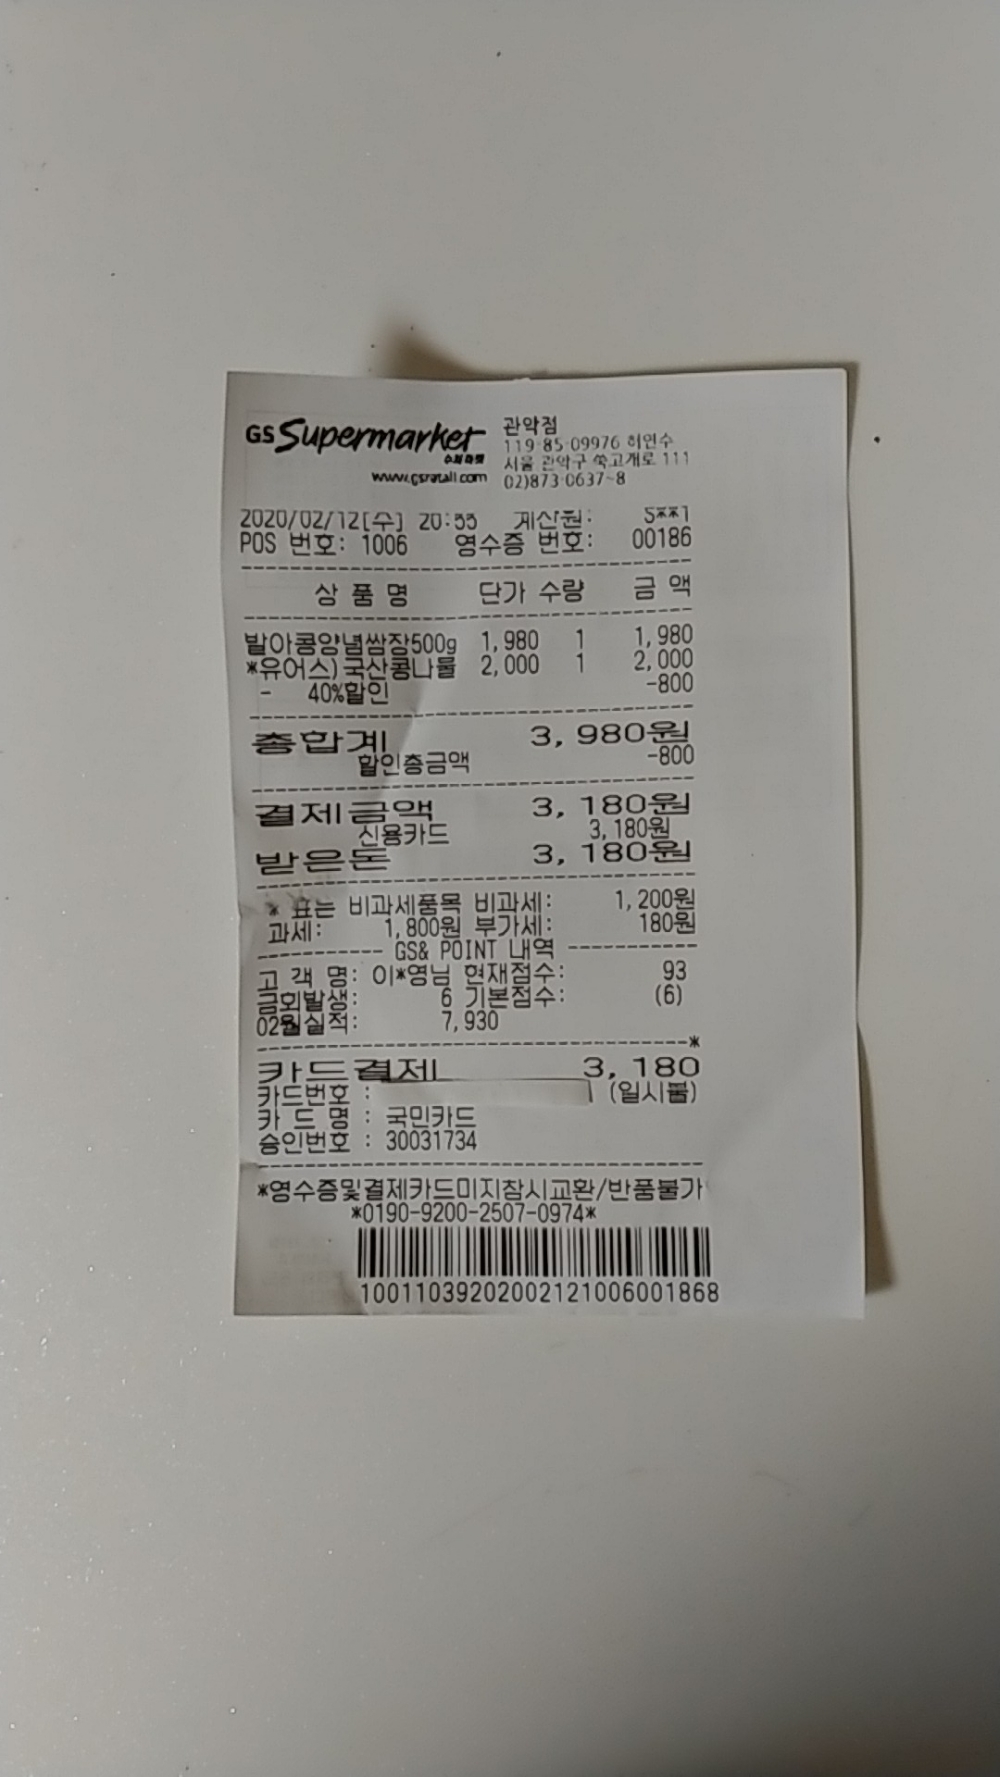 GS Supermarket 관악점
수퍼마켓 119-85-09976 허연수
서울 관악구 쑥고개로 111
www.gsretail.com 02)873-0637~8
2020/02/12[수] 20:55 계산원: S**1
POS 번호: 1006 영수증 번호: 00186
상 품 명 단가 수량 금 액
발아콩양념쌈장500g 1,980 1 1,980
*유어스)국산콩나물 2,000 1 2,000
- 40%할인 -800
총합계 3,980원
할인총금액 -800
결제금액 3,180원
신용카드 3,180원
받은돈 3,180원
* 표는 비과세품목 비과세: 1,200원
과세: 1,800원 부가세: 180원
---------- GS& POINT 내역 ----------
고 객 명: 이*영님 현재점수: 93
금회발생: 6 기본점수: (6)
02월실적: 7,930
*
카드결제 3,180
카드번호 : (일시불)
카 드 명 : 국민카드
승인번호 : 30031734
*영수증및결제카드미지참시교환/반품불가
*0190-9200-2507-0974*
10011039202002121006001868